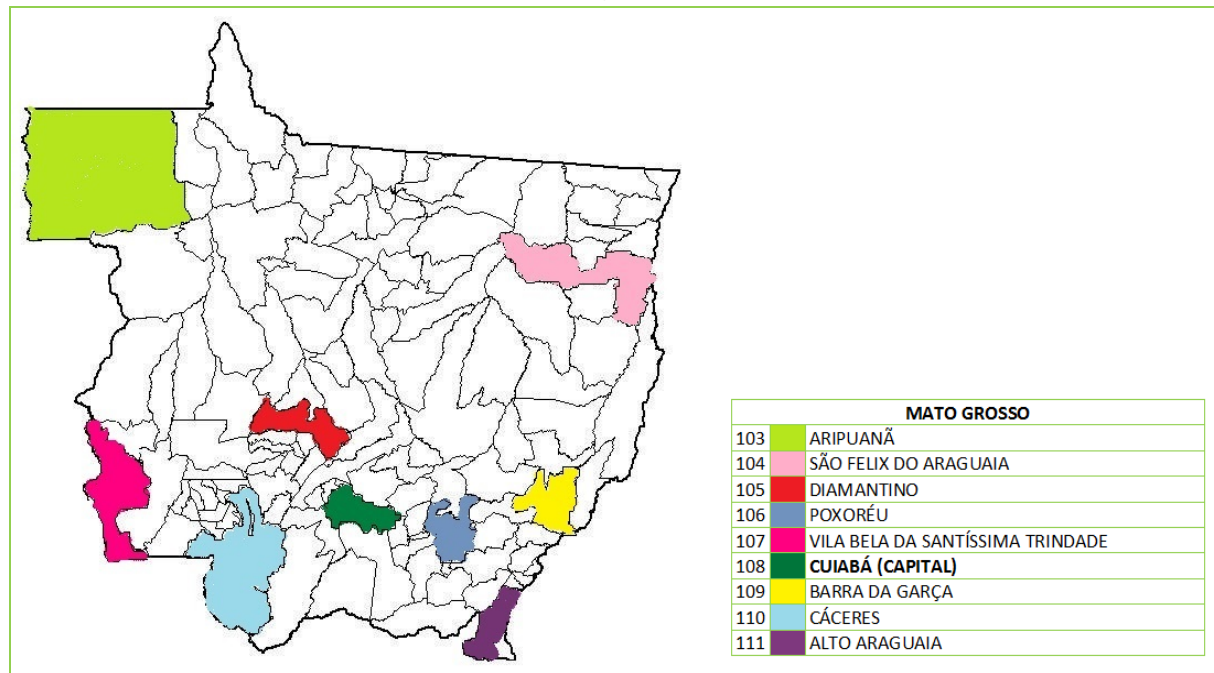 MATO GROSSO
103 ARIPUANÃ
104 SÃO FELIX DO ARAGUAIA
105 DIAMANTINO
106 POXORÉU
107 VILA BELA DA SANTÍSSIMA TRINDADE
108 CUIABÁ (CAPITAL)
109 BARRA DA GARÇA
110 CÁCERES
111 ALTO ARAGUAIA